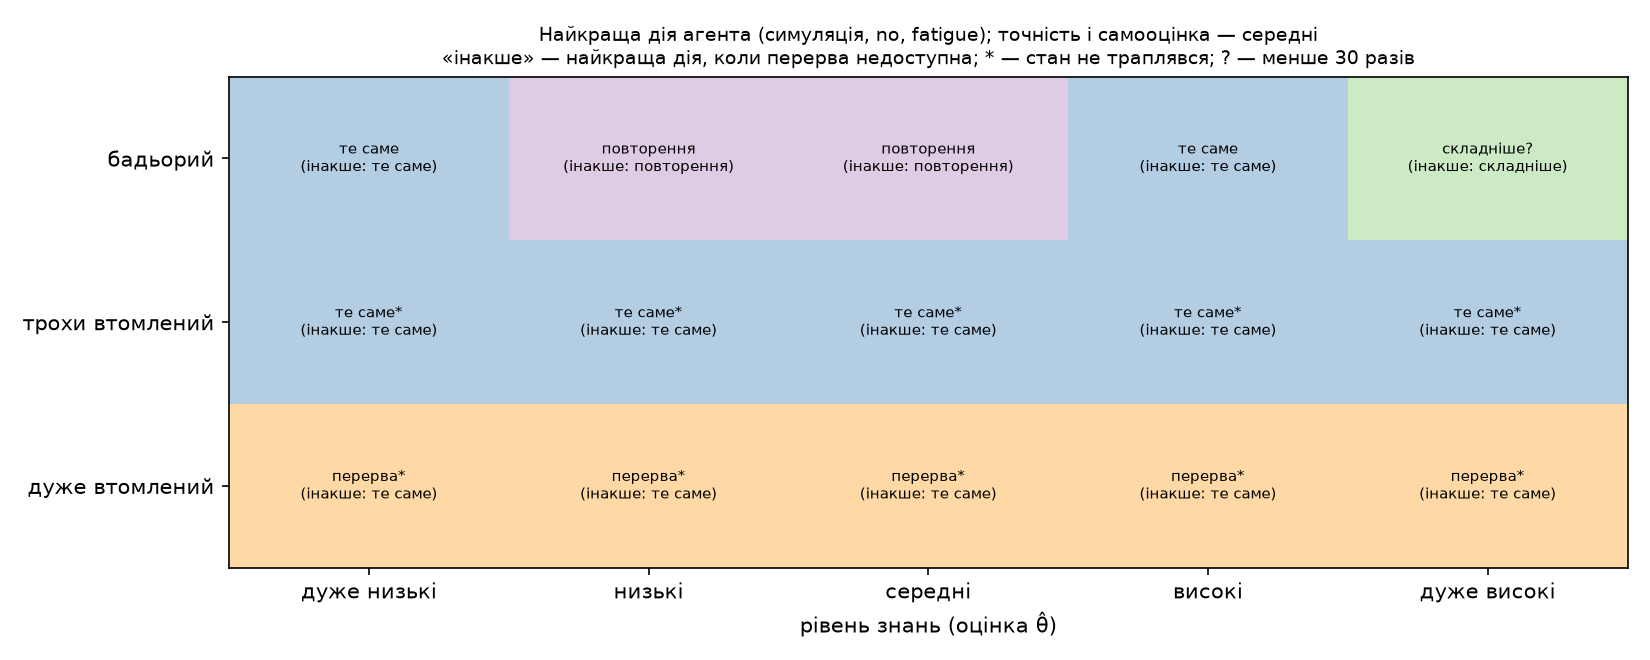 Найкраща дія агента (симуляція, no, fatigue); точність і самооцінка — середні
«інакше» — найкраща дія, коли перерва недоступна; * — стан не траплявся; ? — менше 30 разів
бадьорий
те саме
(інакше: те саме)
повторення
(інакше: повторення)
повторення
(інакше: повторення)
те саме
(інакше: те саме)
складніше?
(інакше: складніше)
трохи втомлений
те саме*
(інакше: те саме)
те саме*
(інакше: те саме)
те саме*
(інакше: те саме)
те саме*
(інакше: те саме)
те саме*
(інакше: те саме)
дуже втомлений
перерва*
(інакше: те саме)
перерва*
(інакше: те саме)
перерва*
(інакше: те саме)
перерва*
(інакше: те саме)
перерва*
(інакше: те саме)
дуже низькі
низькі
середні
високі
дуже високі
рівень знань (оцінка θ̂)